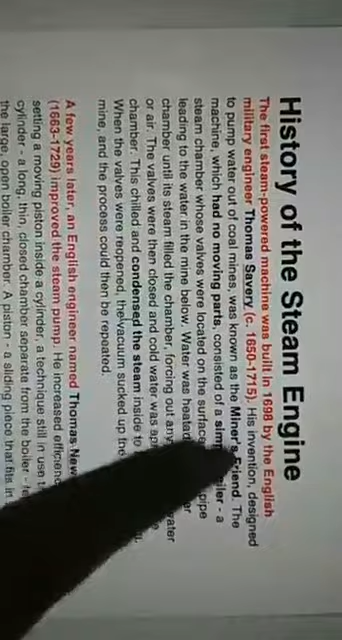 History of the Steam Engine
The first steam-powered machine was built in 1698 by the English
military engineer Thomas Savery (c. 1650-1715). His invention, designed
to pump water out of coal mines, was known as the Miner's Friend. The
machine, which had no moving parts, consisted of a - a
steam chamber whose valves were located on the surface pipe
leading to the water in the mine below. Water was heated
chamber until its steam filled the chamber, forcing out any water
or air. The valves were then closed and cold water was
chamber. This chilled and condensed the steam inside to
When the valves were reopened, the vacuum sucked up the
mine, and the process could then be repeated.
A few years later, an English engineer named Thomas
(1663-1729) improved the steam pump. He increased
setting a moving piston inside a cylinder, a technique still in use
cylinder - a long, thin, closed chamber separate from the boiler -
the large, open boiler chamber. A piston - a sliding piece that fits in